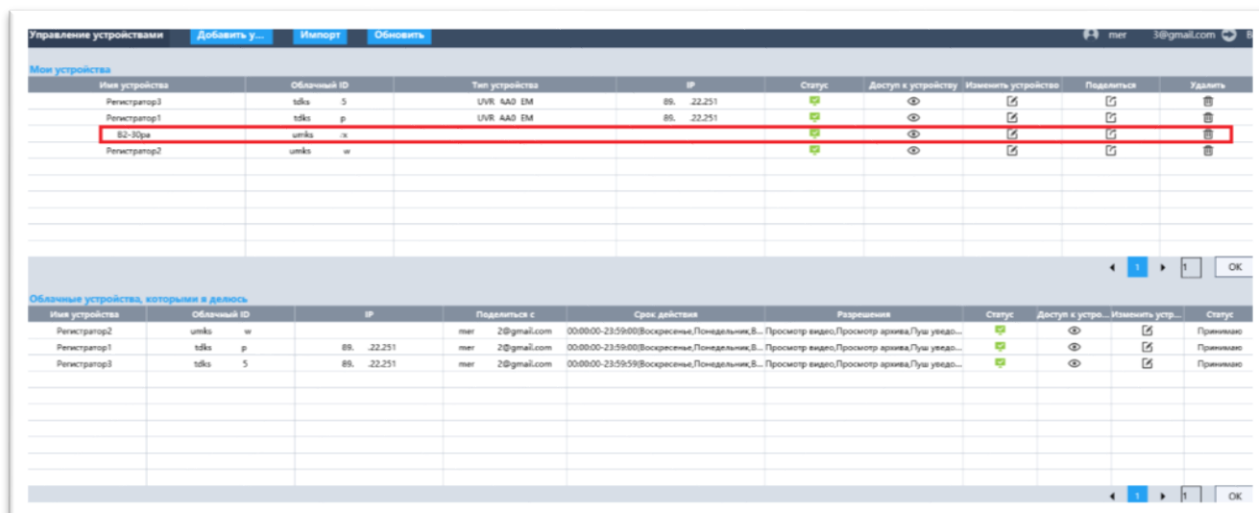 Управление устройствами Добавить у... Импорт Обновить mer 3@gmail.com
Мои устройства
Имя устройства Облачный ID Тип устройства IP Статус Доступ к устройству Изменить устройство Поделиться Удалить
Регистратор3 tdks 5 UVR 4A0 EM 89. .22.251
Регистратор1 tdks p UVR AA0 EM 89. .22.251
B2-30pa umks x
Регистратор2 umks w
1 1 OK
Облачные устройства, которыми я делюсь
Имя устройства Облачный ID IP Поделиться с Срок действия Разрешения Статус Доступ к устро... Изменить устр... Статус
Регистратор2 umks w mer 2@gmail.com 00:00:00-23:59:00(Воскресенье,Понедельник,В... Просмотр видео,Просмотр архива,Пуш уведо... Принимаю
Регистратор1 tdks p 89. .22.251 mer 2@gmail.com 00:00:00-23:59:00(Воскресенье,Понедельник,В... Просмотр видео,Просмотр архива,Пуш уведо... Принимаю
Регистратор3 tdks 5 89. .22.251 mer 2@gmail.com 00:00:00-23:59:59(Воскресенье,Понедельник,В... Просмотр видео,Просмотр архива,Пуш уведо... Принимаю
1 1 OK